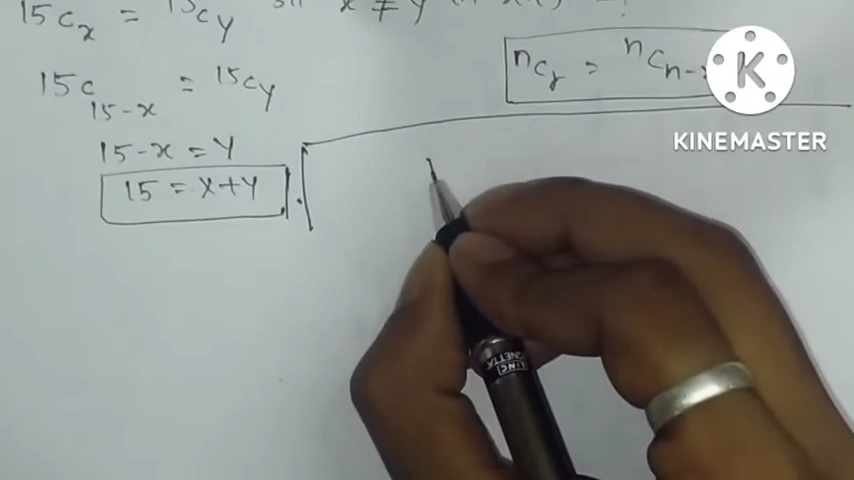 15Cx = 15Cy x ≠ y
15C15-x = 15Cy
nCr = nCn-
15-x = y
15 = x+y
KINEMASTER